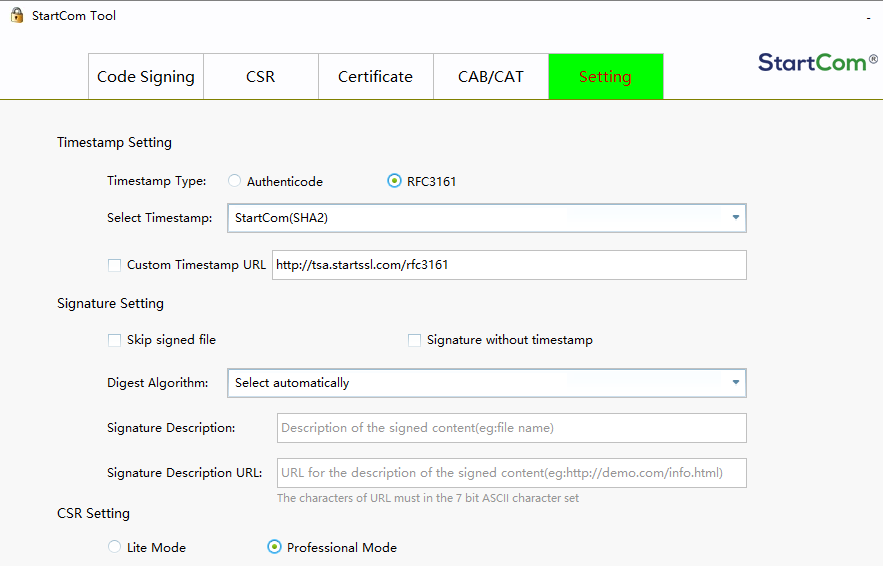 StartCom Tool
Code Signing CSR Certificate CAB/CAT Setting StartCom®
Timestamp Setting
Timestamp Type: Authenticode RFC3161
Select Timestamp: StartCom(SHA2)
Custom Timestamp URL http://tsa.startssl.com/rfc3161
Signature Setting
Skip signed file Signature without timestamp
Digest Algorithm: Select automatically
Signature Description: Description of the signed content(eg:file name)
Signature Description URL: URL for the description of the signed content(eg:http://demo.com/info.html)
The characters of URL must in the 7 bit ASCII character set
CSR Setting
Lite Mode Professional Mode